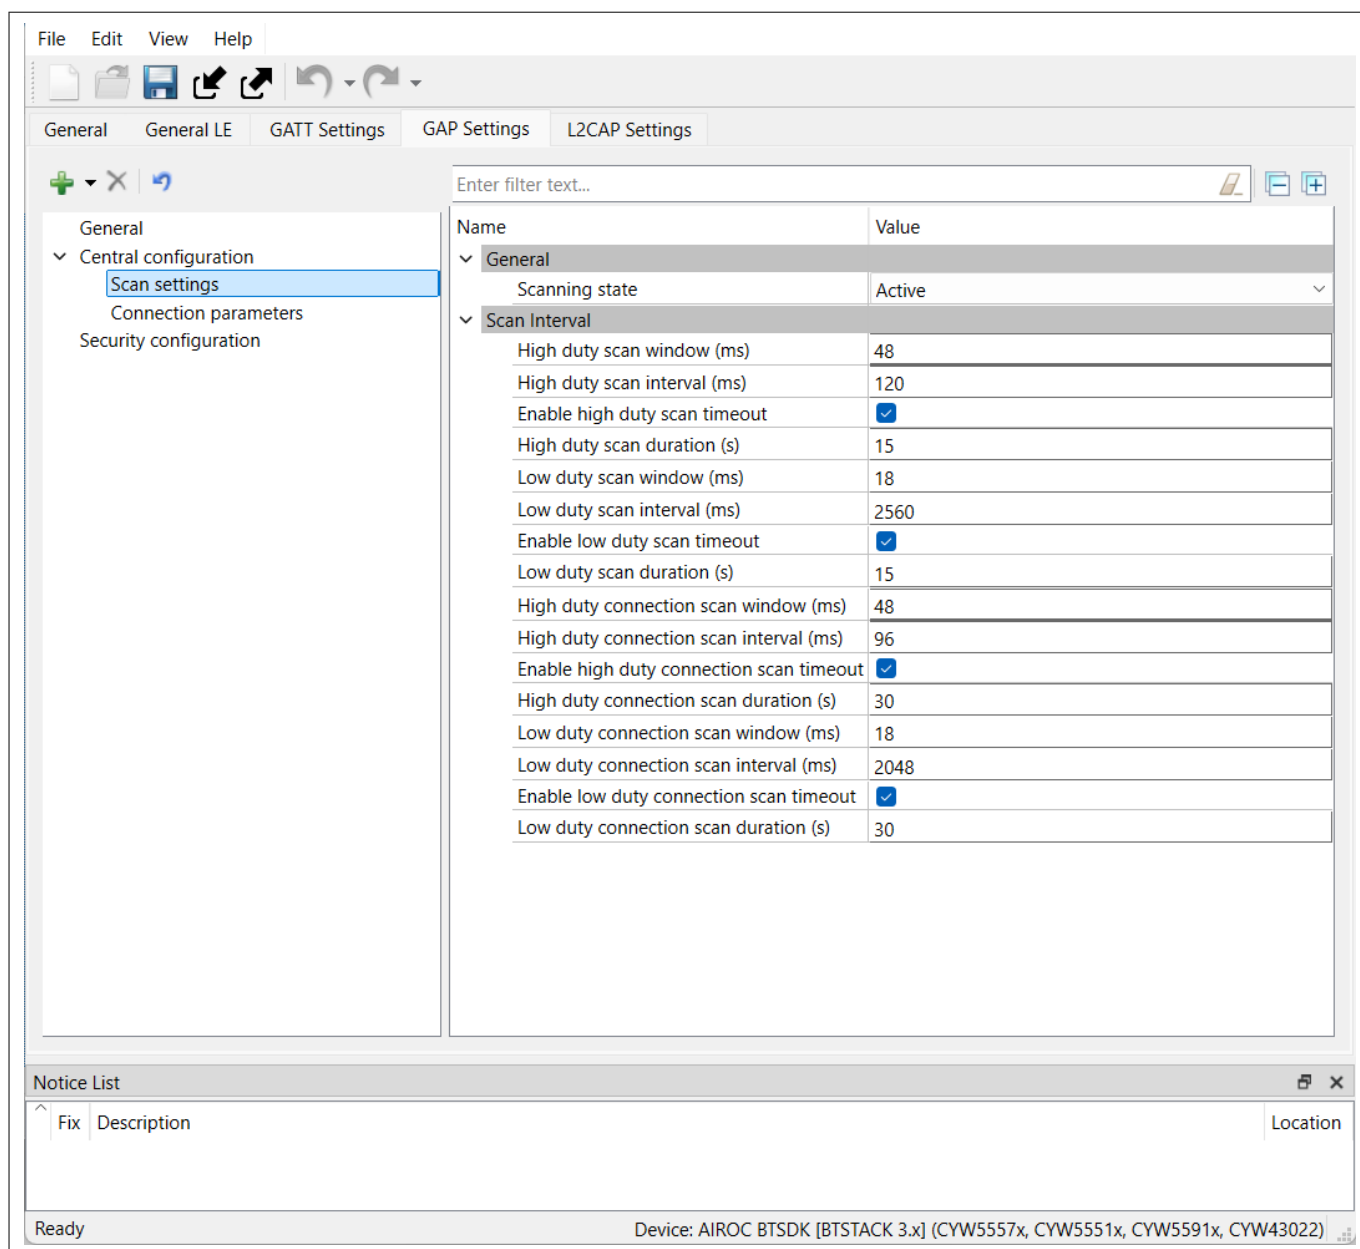 File Edit View Help
General General LE GATT Settings GAP Settings L2CAP Settings
Enter filter text...
General
Central configuration
Scan settings
Connection parameters
Security configuration
Name Value
General
Scanning state Active
Scan Interval
High duty scan window (ms) 48
High duty scan interval (ms) 120
Enable high duty scan timeout
High duty scan duration (s) 15
Low duty scan window (ms) 18
Low duty scan interval (ms) 2560
Enable low duty scan timeout
Low duty scan duration (s) 15
High duty connection scan window (ms) 48
High duty connection scan interval (ms) 96
Enable high duty connection scan timeout
High duty connection scan duration (s) 30
Low duty connection scan window (ms) 18
Low duty connection scan interval (ms) 2048
Enable low duty connection scan timeout
Low duty connection scan duration (s) 30
Notice List
Fix Description Location
Ready Device: AIROC BTSDK [BTSTACK 3.x] (CYW5557x, CYW5551x, CYW5591x, CYW43022)